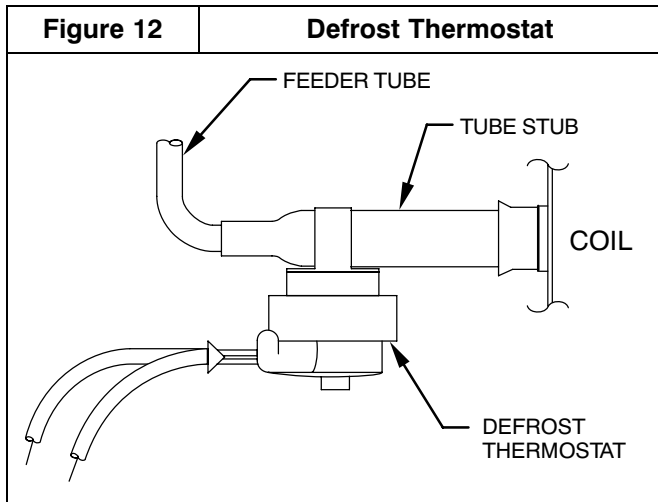 Figure 12
Defrost Thermostat
FEEDER TUBE
TUBE STUB
COIL
DEFROST
THERMOSTAT